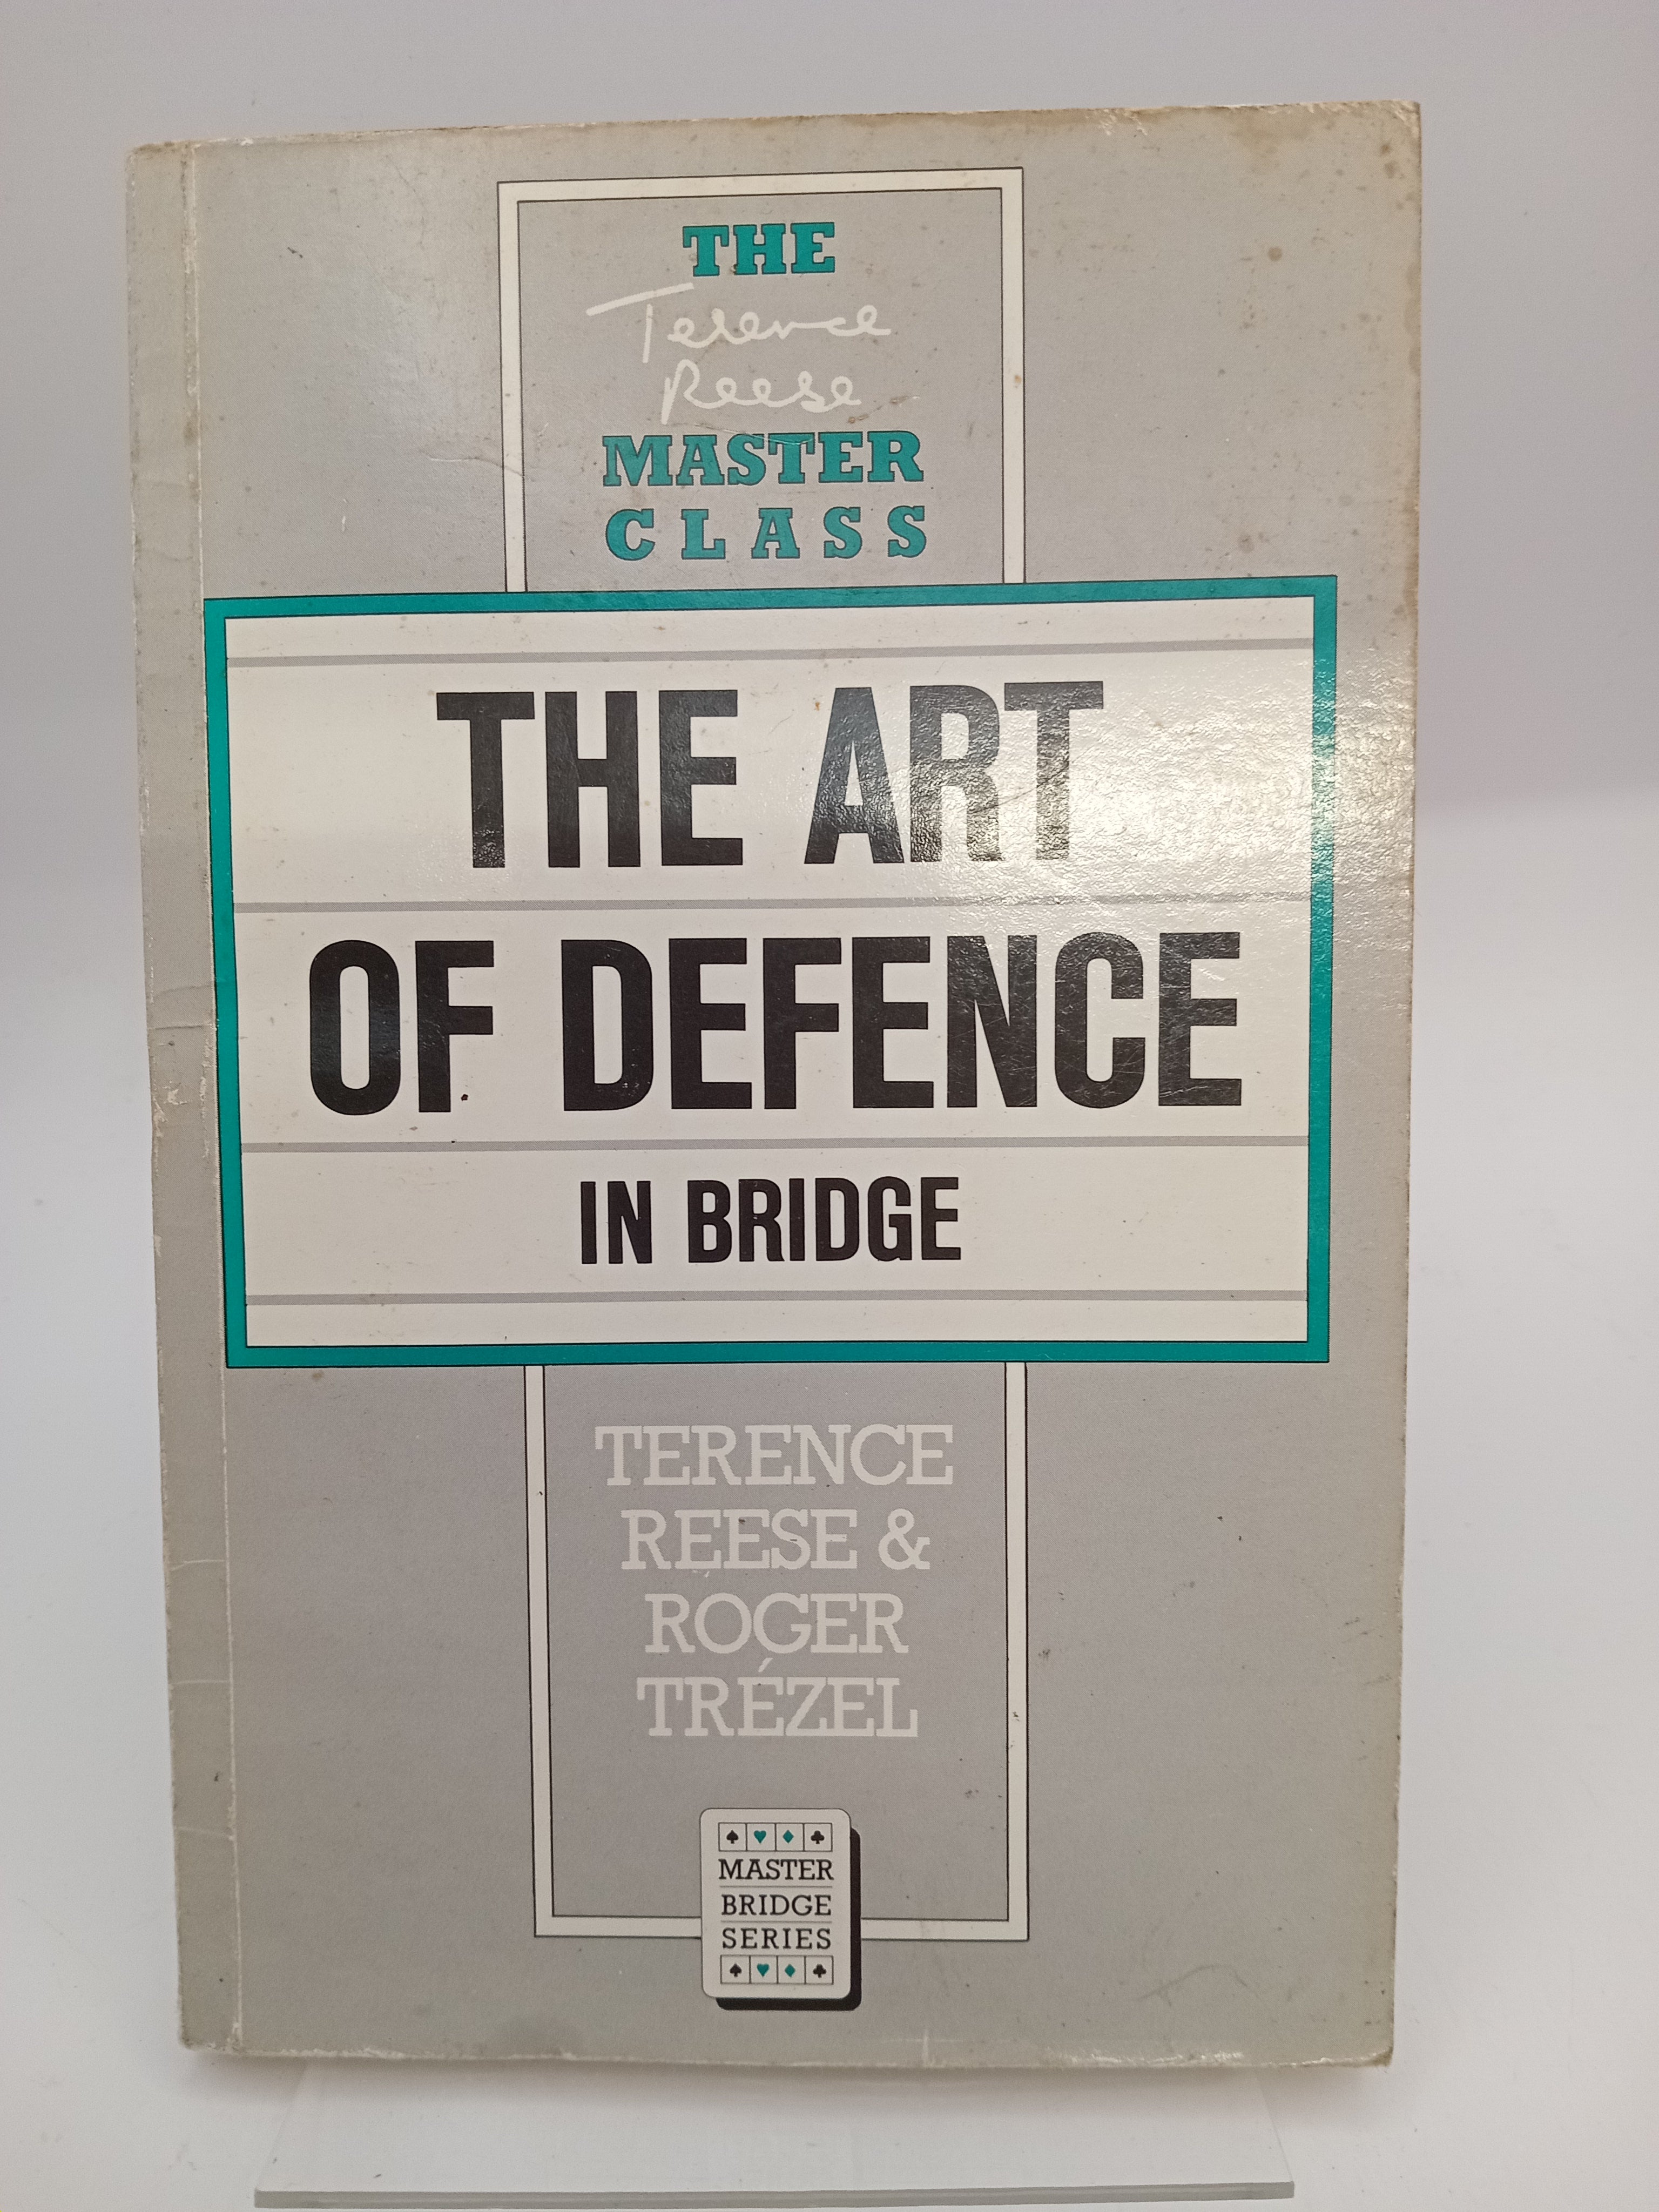 THE
Terence
Reese
MASTER
CLASS
THE ART
OF DEFENCE
IN BRIDGE
TERENCE
REESE &
ROGER
TRÉZEL
MASTER
BRIDGE
SERIES